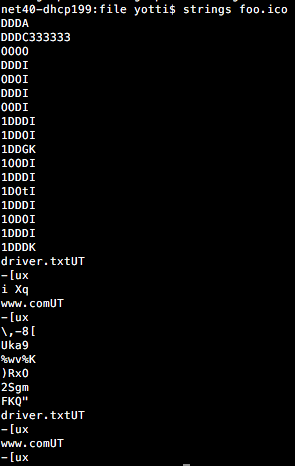 net40-dhcp199:file yotti$ strings foo.ico
DDDA
DDDC333333
OOOO
DDDI
ODOI
DDDI
OODI
1DDDI
1DDOI
1DDGK
1OODI
1DDDI
1DOtI
1DDDI
1ODOI
1DDDI
1DDDK
driver.txtUT
-[ux
i Xq
www.comUT
-[ux
\,-8[
Uka9
%wv%K
)RxO
2Sgm
FKQ"
driver.txtUT
-[ux
www.comUT
-[ux